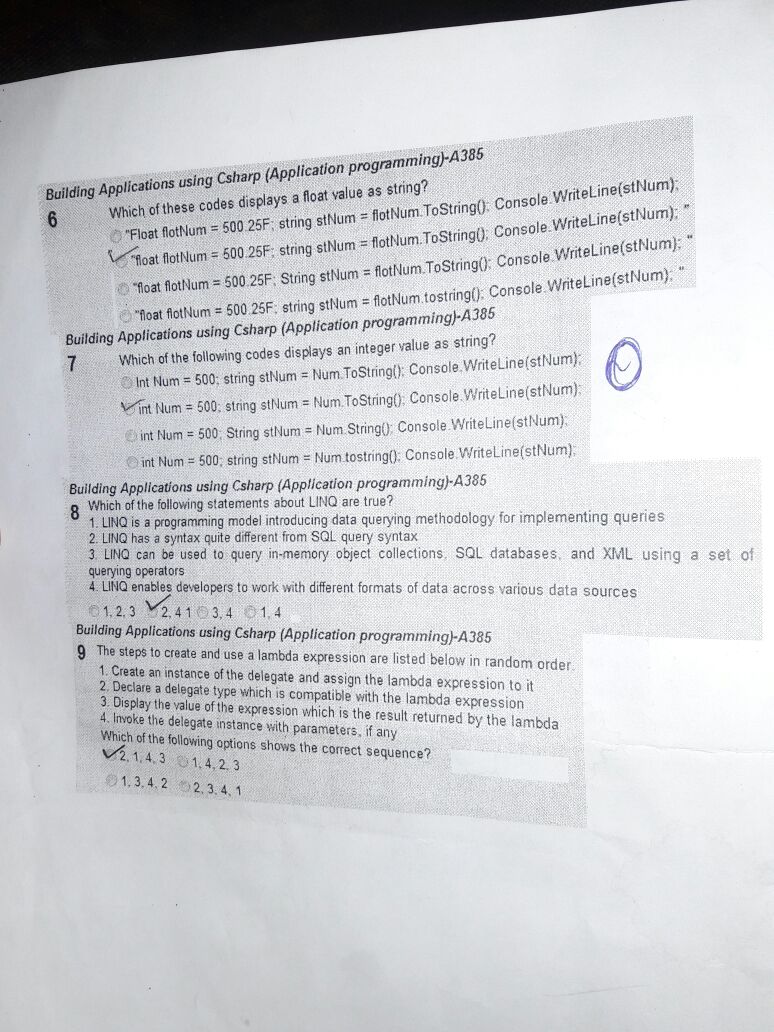 Building Applications using Csharp (Application programming)-A385
6 Which of these codes displays a float value as string?
"Float flotNum = 500.25F; string stNum = flotNum.ToString(); Console.WriteLine(stNum);
"float flotNum = 500.25F; string stNum = flotNum.ToString(); Console.WriteLine(stNum); "
"float flotNum = 500.25F; String stNum = flotNum.ToString(); Console.WriteLine(stNum); "
"float flotNum = 500.25F; string stNum = flotNum.tostring(); Console.WriteLine(stNum); "
Building Applications using Csharp (Application programming)-A385
7 Which of the following codes displays an integer value as string?
Int Num = 500; string stNum = Num.ToString(); Console.WriteLine(stNum);
int Num = 500; string stNum = Num.ToString(); Console.WriteLine(stNum);
int Num = 500; String stNum = Num.String(); Console.WriteLine(stNum);
int Num = 500; string stNum = Num.tostring(); Console.WriteLine(stNum);
Building Applications using Csharp (Application programming)-A385
8 Which of the following statements about LINQ are true?
1. LINQ is a programming model introducing data querying methodology for implementing queries
2. LINQ has a syntax quite different from SQL query syntax
3. LINQ can be used to query in-memory object collections, SQL databases, and XML using a set of
querying operators
4. LINQ enables developers to work with different formats of data across various data sources
1, 2, 3 2, 4 1 3, 4 1, 4
Building Applications using Csharp (Application programming)-A385
9 The steps to create and use a lambda expression are listed below in random order.
1. Create an instance of the delegate and assign the lambda expression to it
2. Declare a delegate type which is compatible with the lambda expression
3. Display the value of the expression which is the result returned by the lambda
4. Invoke the delegate instance with parameters, if any
Which of the following options shows the correct sequence?
2, 1, 4, 3 1, 4, 2, 3
1, 3, 4, 2 2, 3, 4, 1